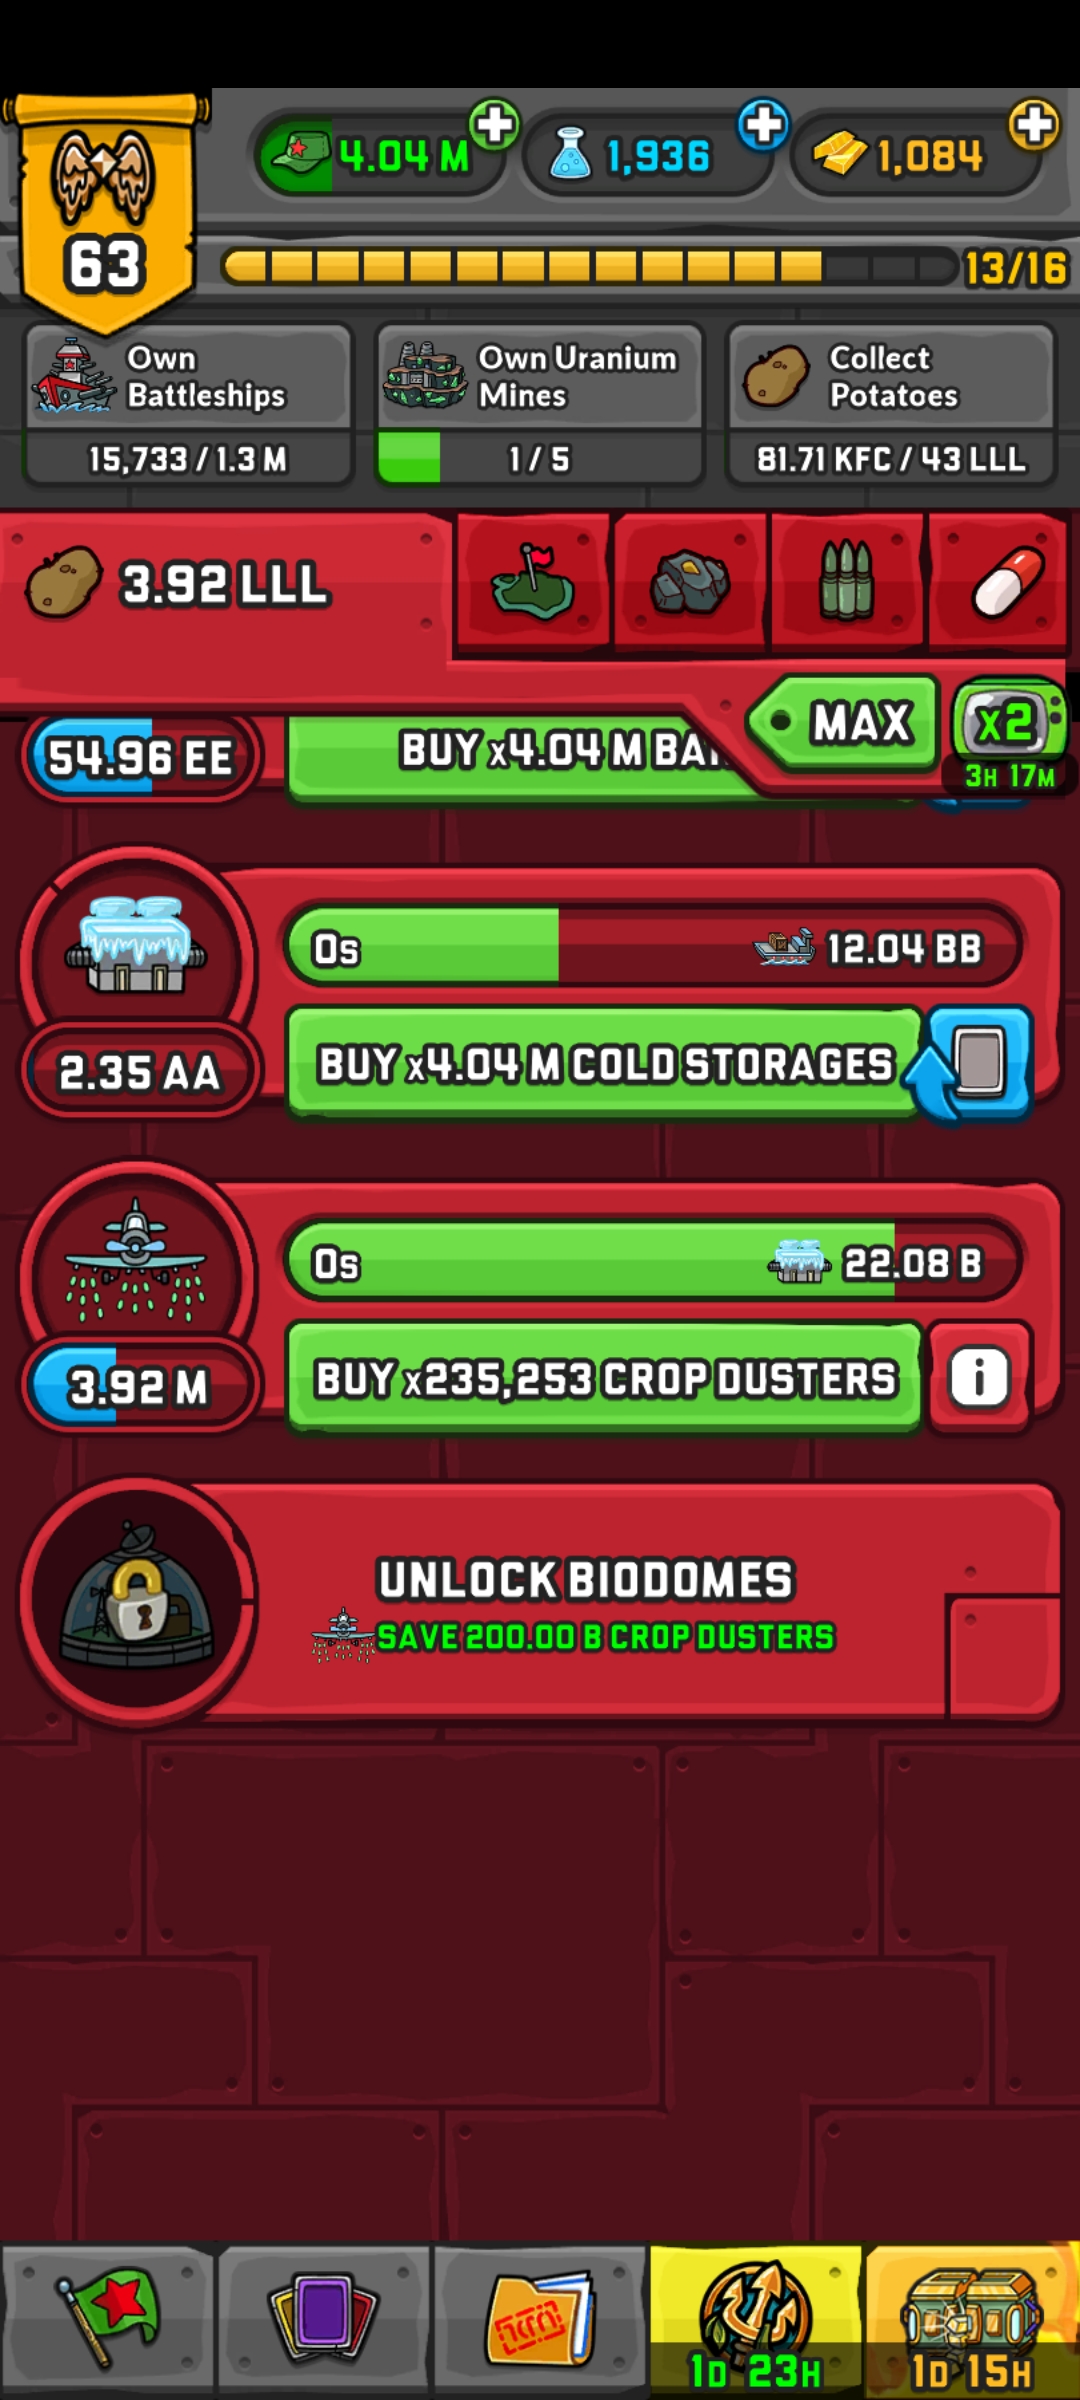 4.04 M
1,936
1,084
63
13/16
Own
Battleships
15,733 / 1.3 M
Own Uranium
Mines
1 / 5
Collect
Potatoes
81.71 KFC / 43 LLL
3.92 LLL
MAX
x2
3H 17M
54.96 EE
BUY x4.04 M
0s
12.04 BB
2.35 AA
BUY x4.04 M COLD STORAGES
0s
22.08 B
3.92 M
BUY x235,253 CROP DUSTERS
i
UNLOCK BIODOMES
SAVE 200.00 B CROP DUSTERS
1D 23H
1D 15H